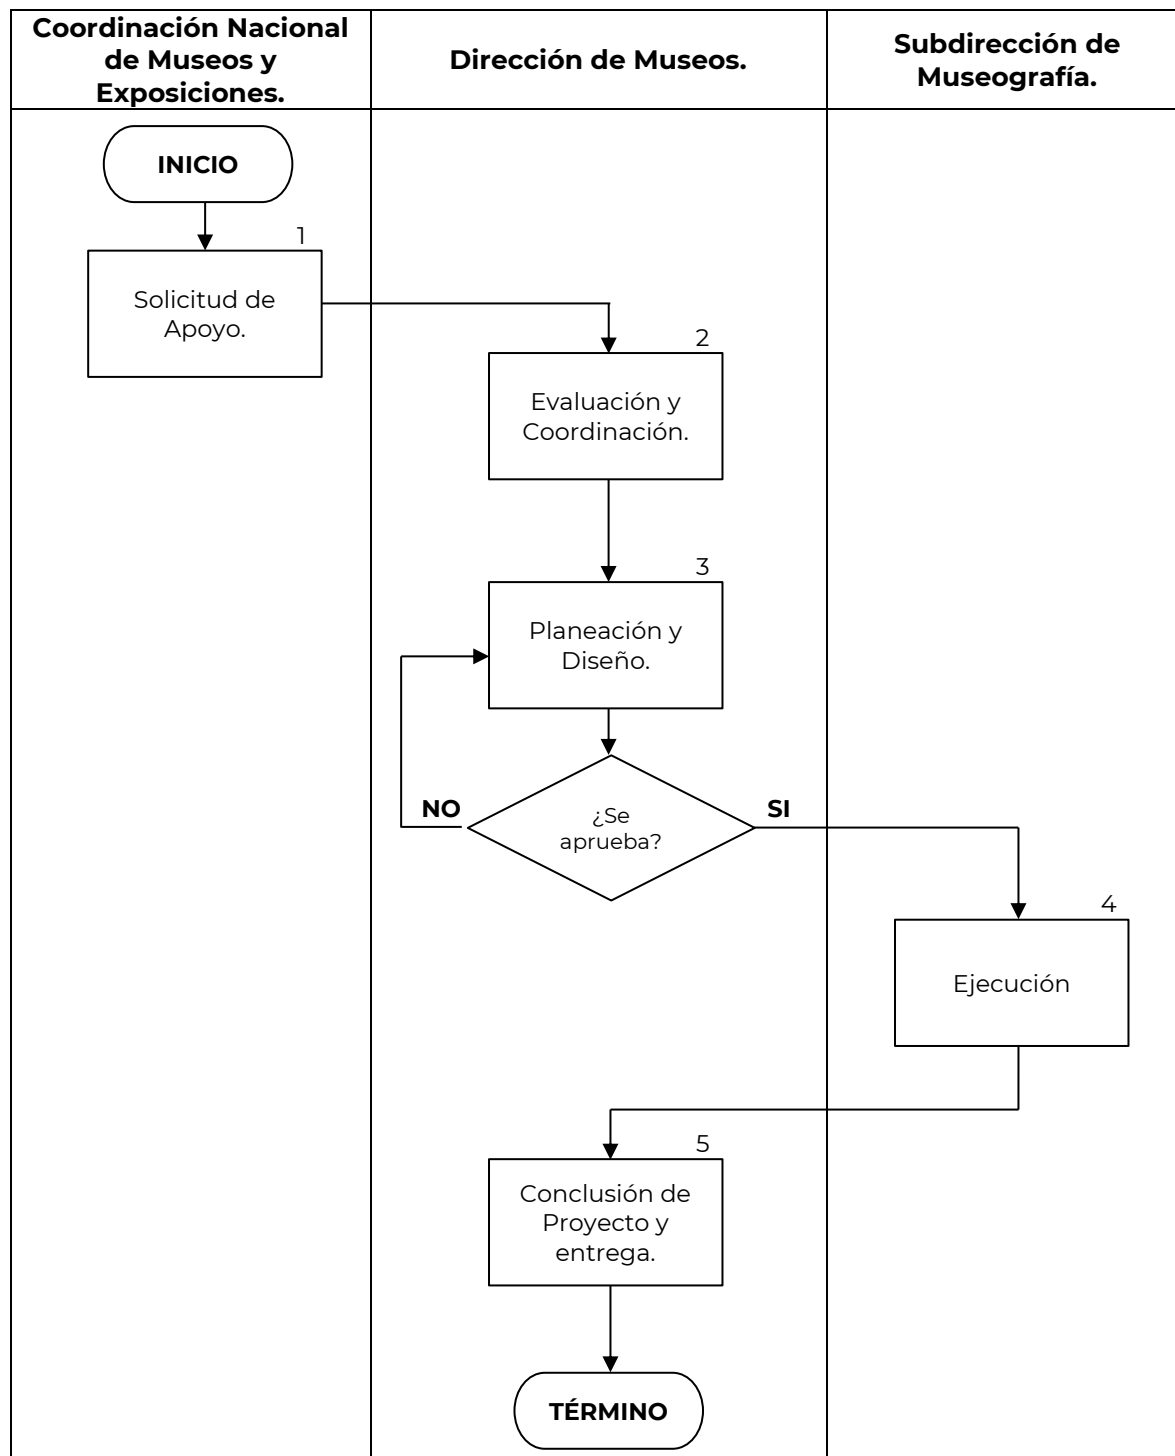 Coordinación Nacional
de Museos y
Exposiciones.
Dirección de Museos.
Subdirección de
Museografía.
INICIO
1
Solicitud de
Apoyo.
2
Evaluación y
Coordinación.
3
Planeación y
Diseño.
NO
¿Se
aprueba?
SI
4
Ejecución
5
Conclusión de
Proyecto y
entrega.
TÉRMINO